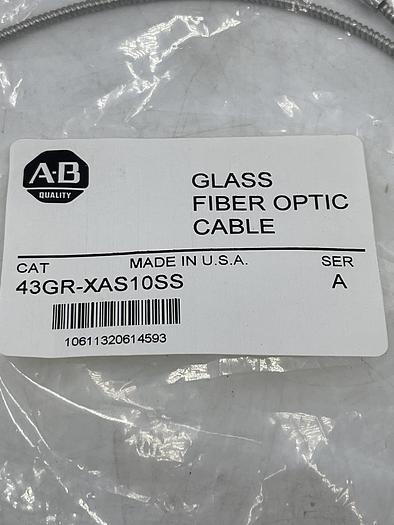 A-B
QUALITY
GLASS
FIBER OPTIC
CABLE
CAT MADE IN U.S.A. SER
43GR-XAS10SS A
10611320614593